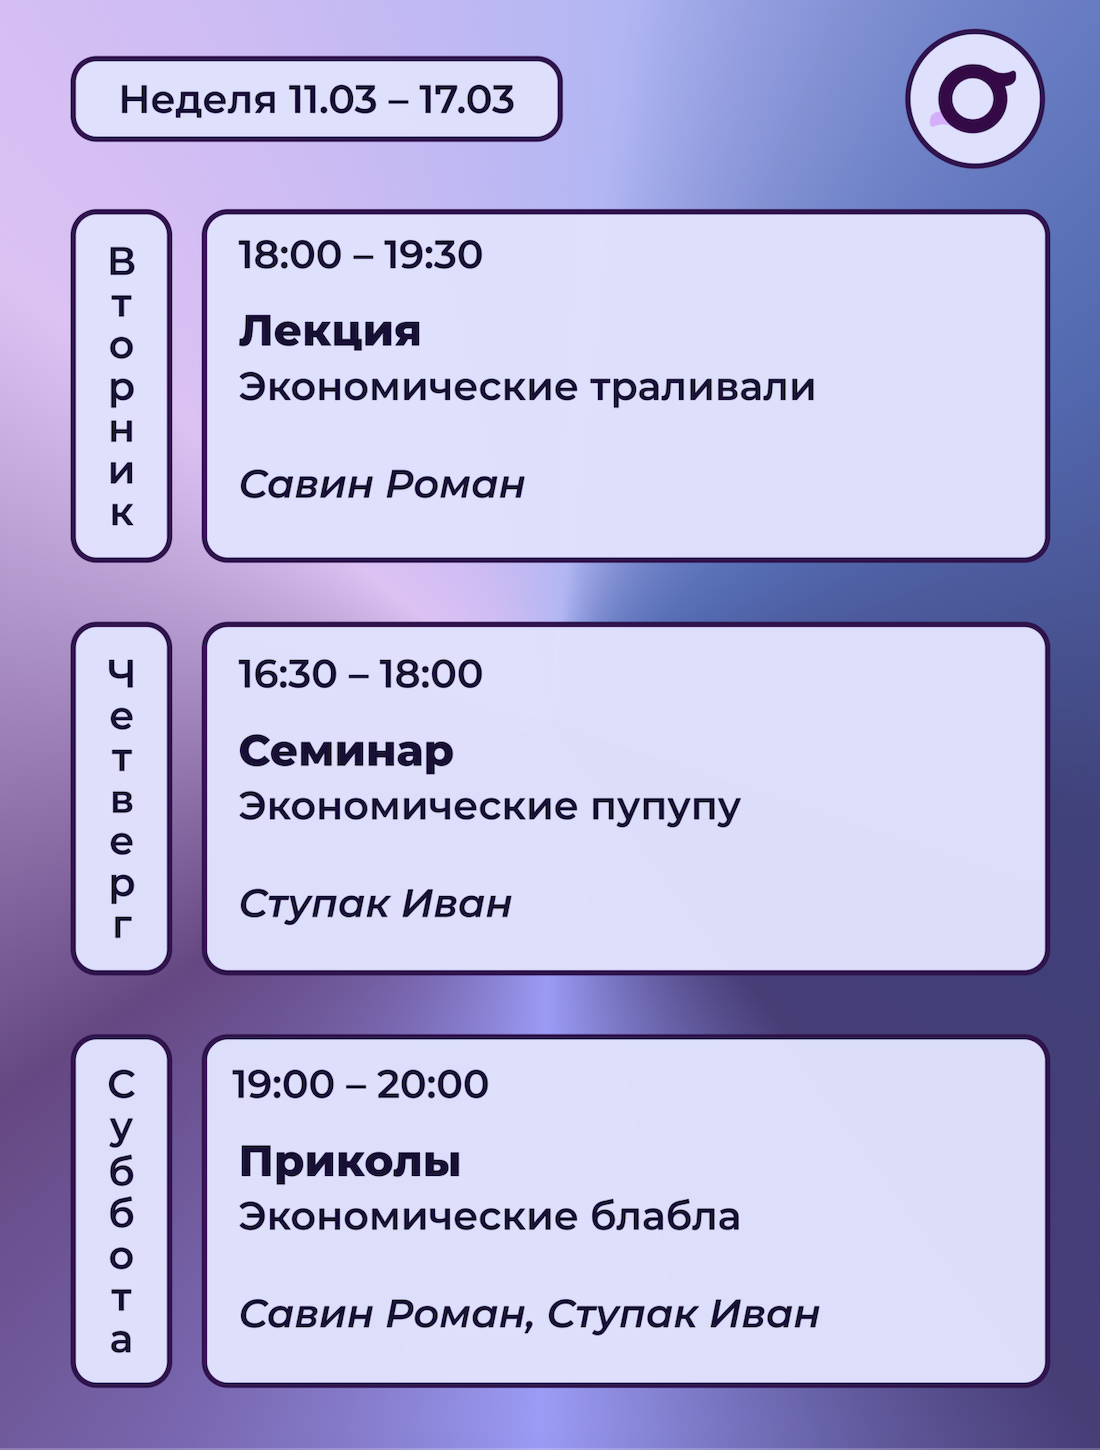 Неделя 11.03 – 17.03
Вторник
18:00 – 19:30
Лекция
Экономические траливали
Савин Роман
Четверг
16:30 – 18:00
Семинар
Экономические пупупу
Ступак Иван
Суббота
19:00 – 20:00
Приколы
Экономические блабла
Савин Роман, Ступак Иван